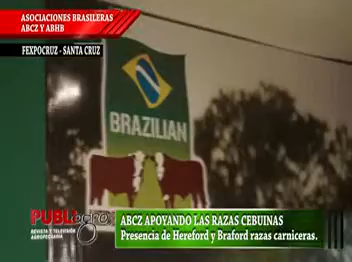 ASOCIACIONES BRASILERAS
ABCZ Y ABHB
FEXPOCRUZ - SANTA CRUZ
BRAZILIAN
PUBLIagro
REVISTA Y TELEVISIÓN
AGROPECUARIA
ABCZ APOYANDO LAS RAZAS CEBUINAS
Presencia de Hereford y Braford razas carniceras.